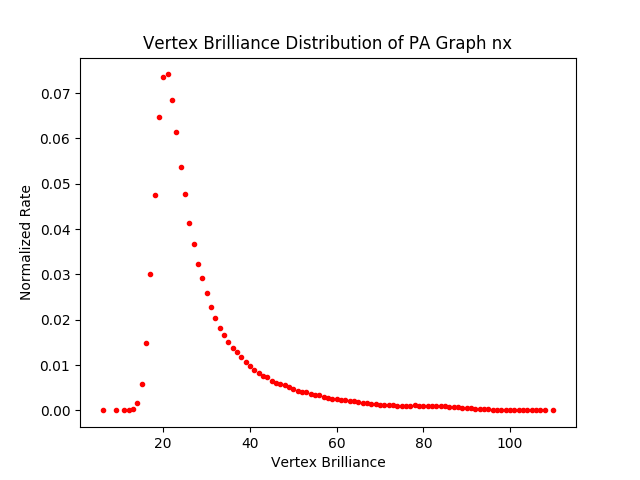 Vertex Brilliance Distribution of PA Graph nx
0.07
0.06
0.05
0.04
0.03
0.02
0.01
0.00
Normalized Rate
20 40 60 80 100
Vertex Brilliance